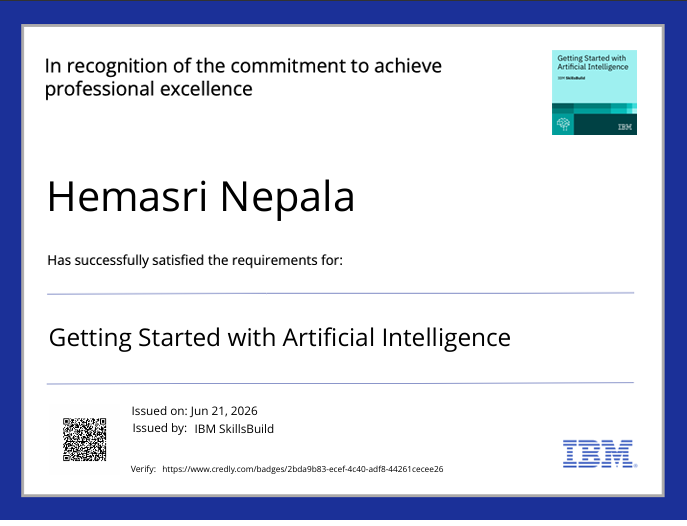 In recognition of the commitment to achieve
professional excellence
Getting Started with
Artificial Intelligence
IBM SkillsBuild
IBM
Hemasri Nepala
Has successfully satisfied the requirements for:
Getting Started with Artificial Intelligence
Issued on: Jun 21, 2026
Issued by: IBM SkillsBuild
Verify: https://www.credly.com/badges/2bda9b83-ecef-4c40-adf8-44261cecee26
IBM